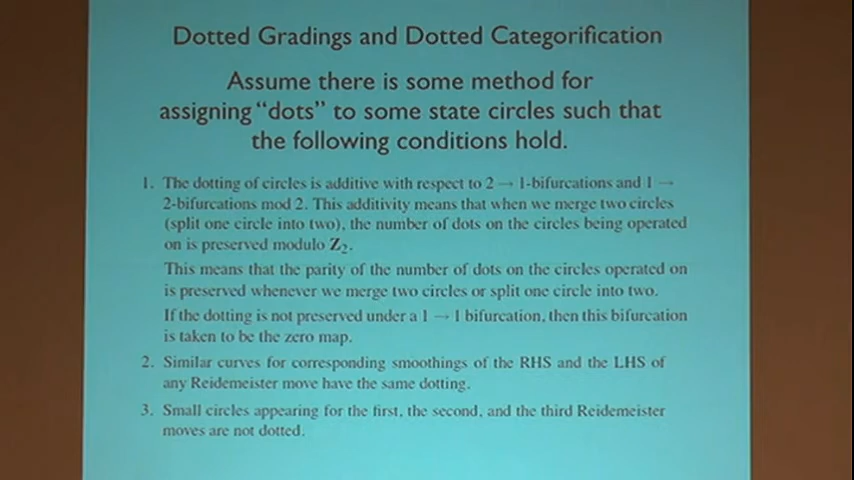 Dotted Gradings and Dotted Categorification
Assume there is some method for
assigning “dots” to some state circles such that
the following conditions hold.
1. The dotting of circles is additive with respect to 2 → 1-bifurcations and 1 →
2-bifurcations mod 2. This additivity means that when we merge two circles
(split one circle into two), the number of dots on the circles being operated
on is preserved modulo Z₂.
This means that the parity of the number of dots on the circles operated on
is preserved whenever we merge two circles or split one circle into two.
If the dotting is not preserved under a 1 → 1 bifurcation, then this bifurcation
is taken to be the zero map.
2. Similar curves for corresponding smoothings of the RHS and the LHS of
any Reidemeister move have the same dotting.
3. Small circles appearing for the first, the second, and the third Reidemeister
moves are not dotted.